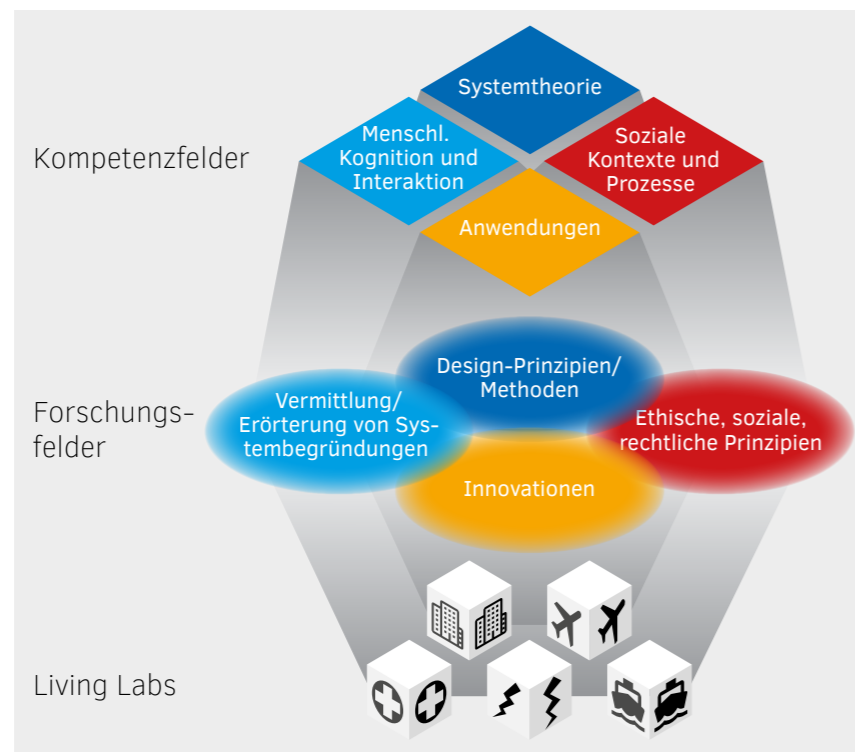 Systemtheorie
Kompetenzfelder
Menschl.
Kognition und
Interaktion
Soziale
Kontexte und
Prozesse
Anwendungen
Forschungs-
felder
Design-Prinzipien/
Methoden
Vermittlung/
Erörterung von Sys-
tembegründungen
Ethische, soziale,
rechtliche Prinzipien
Innovationen
Living Labs